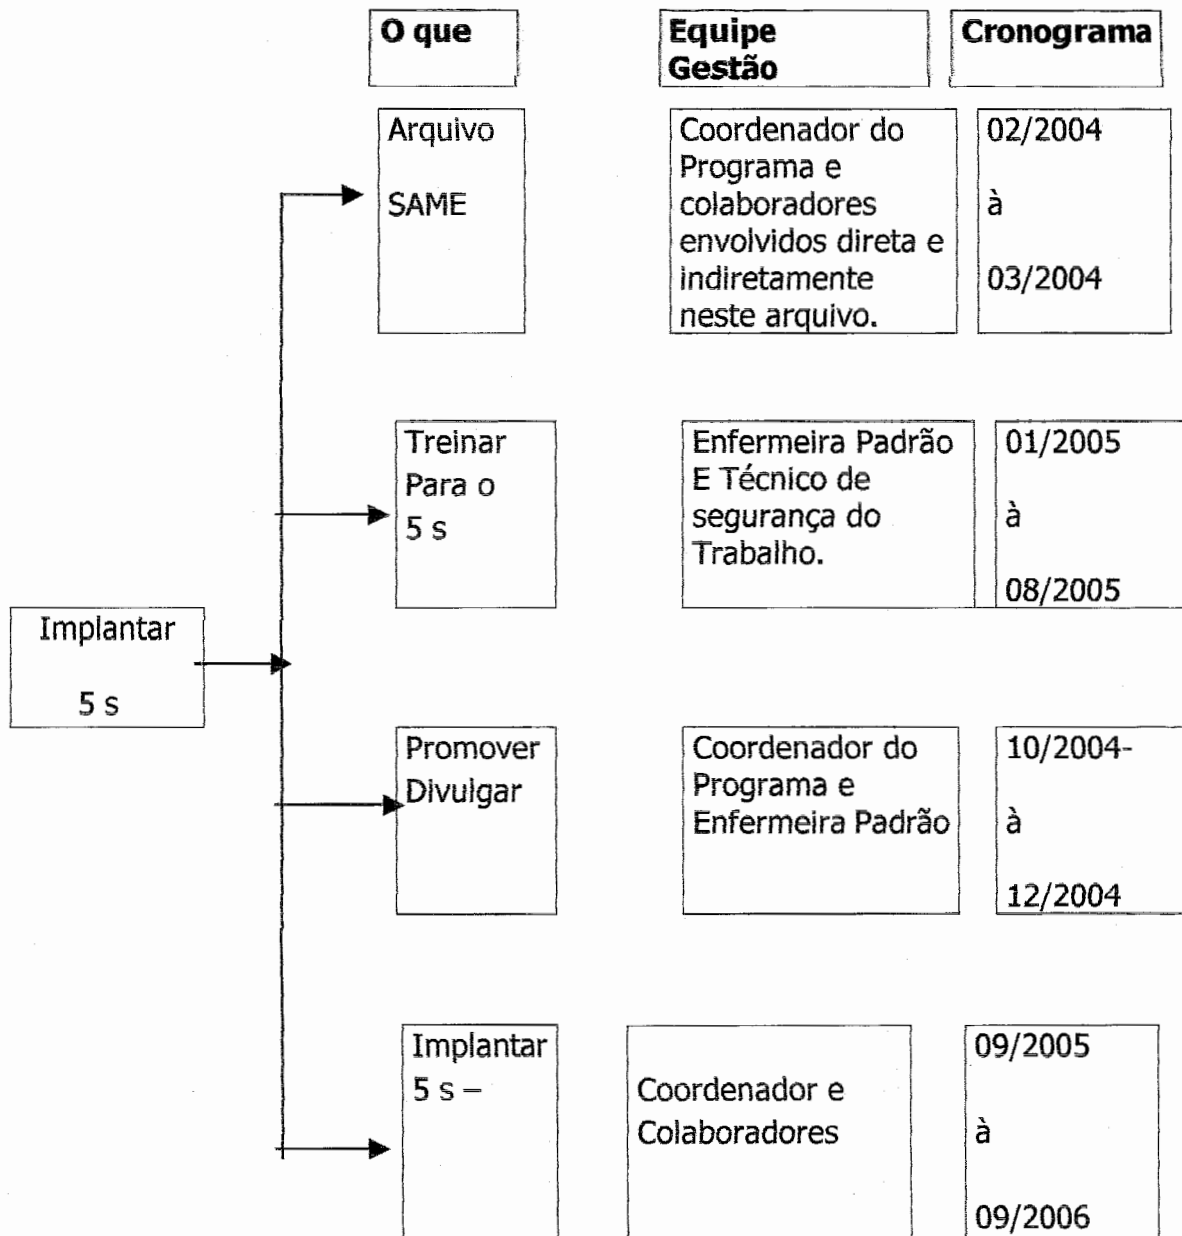 O que
Equipe
Gestão
Cronograma
Arquivo
SAME
Coordenador do
Programa e
colaboradores
envolvidos direta e
indiretamente
neste arquivo.
02/2004
à
03/2004
Treinar
Para o
5 s
Enfermeira Padrão
E Técnico de
segurança do
Trabalho.
01/2005
à
08/2005
Implantar
5 s
Promover
Divulgar
Coordenador do
Programa e
Enfermeira Padrão
10/2004-
à
12/2004
Implantar
5 s –
Coordenador e
Colaboradores
09/2005
à
09/2006